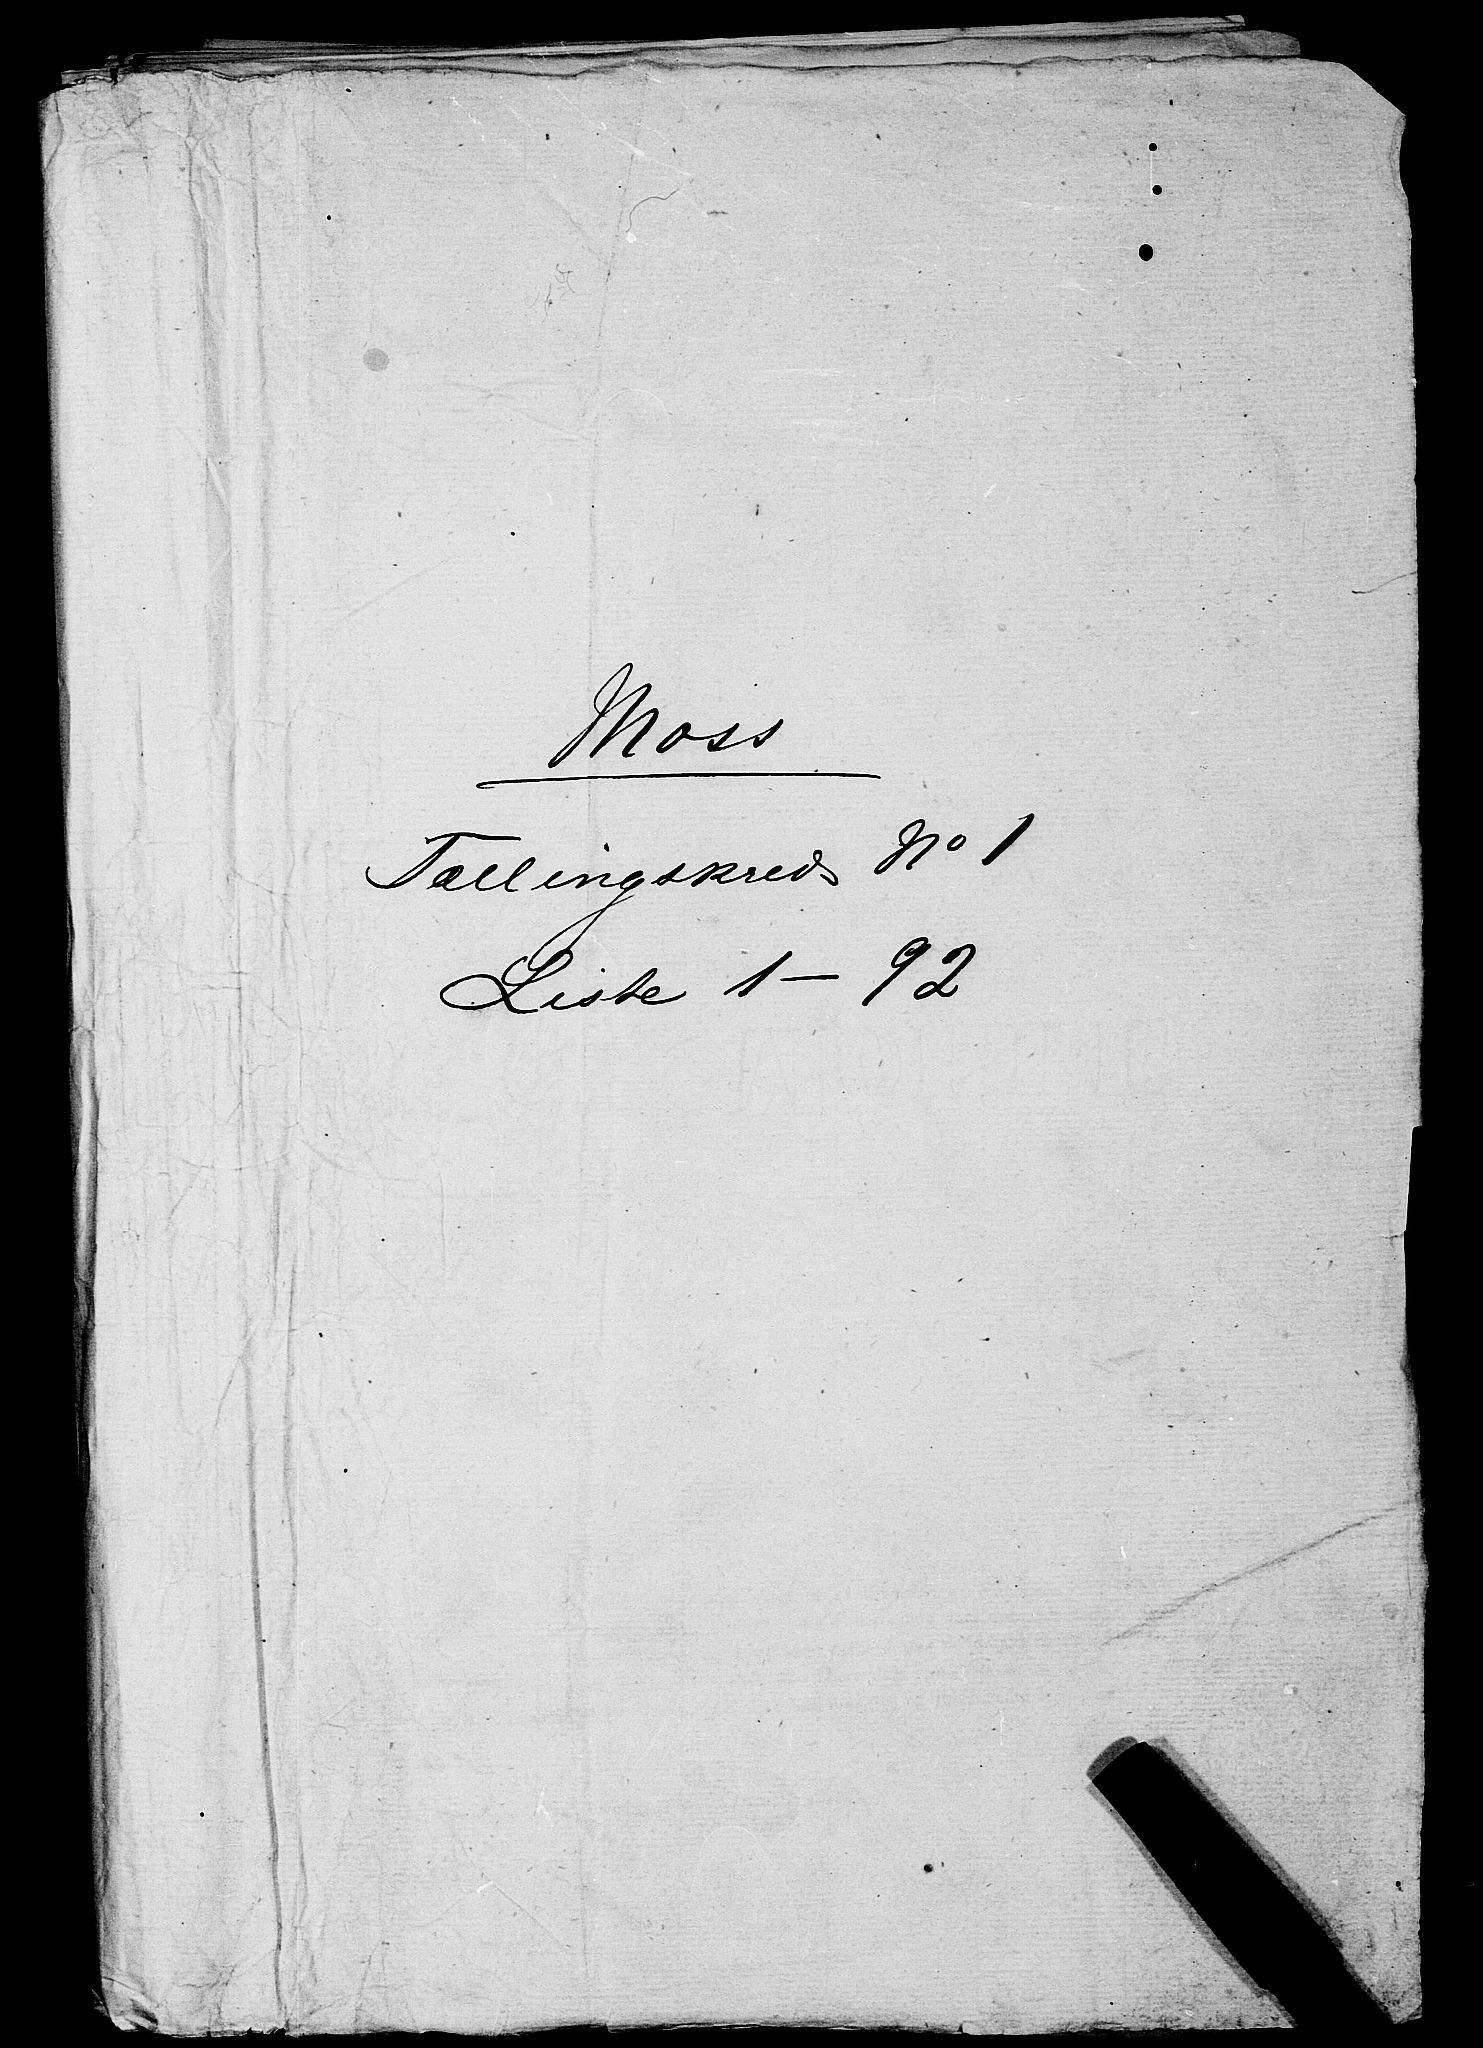 Moss
Tællingskreds No 1
Liste 1 - 92